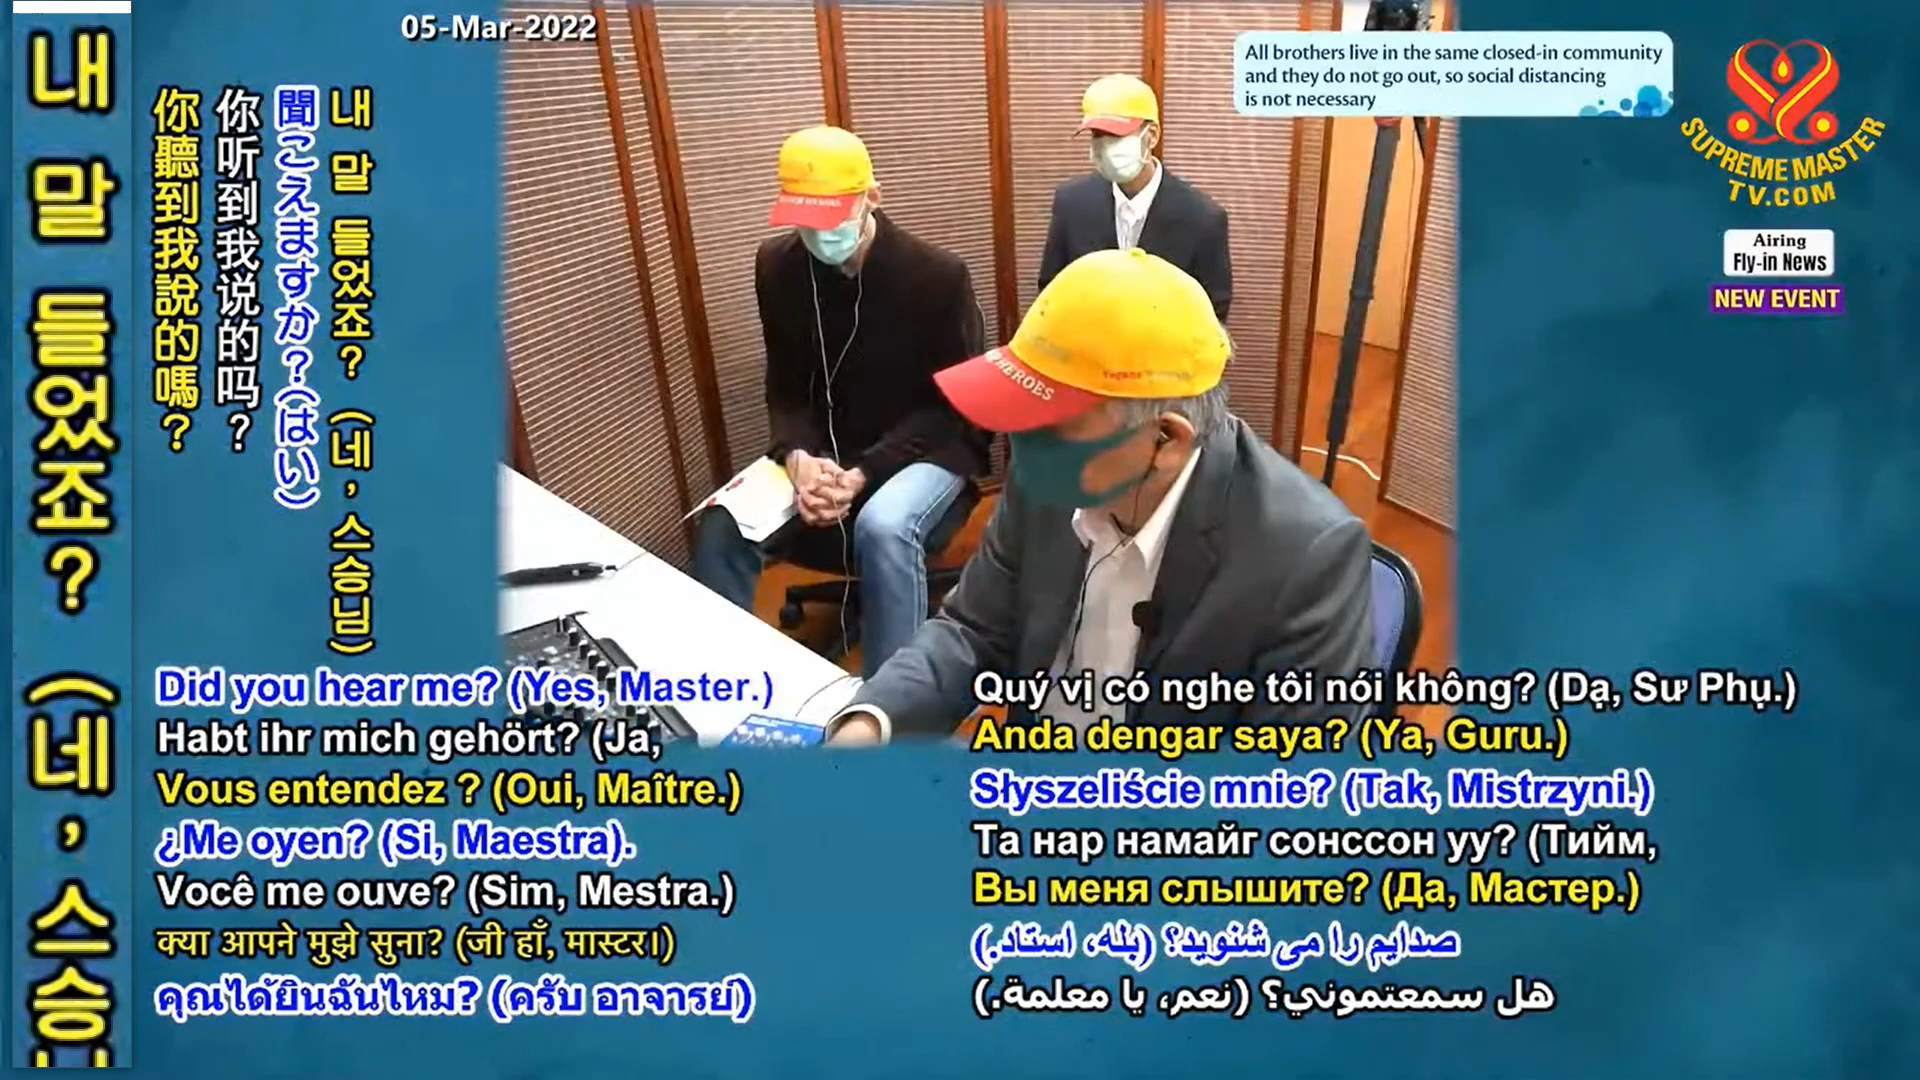 내 말 들었죠? (네, 스승
05-Mar-2022
All brothers live in the same closed-in community
and they do not go out, so social distancing
is not necessary
SUPREME MASTER
TV.COM
Airing
Fly-in News
NEW EVENT
내 말 들었죠? (네, 스승님)
聞こえますか?(はい)
你听到我说的吗?
你聽到我說的嗎?
HEROES
Did you hear me? (Yes, Master.)
Habt ihr mich gehört? (Ja,
Vous entendez ? (Oui, Maître.)
¿Me oyen? (Si, Maestra).
Você me ouve? (Sim, Mestra.)
क्या आपने मुझे सुना? (जी हाँ, मास्टर।)
คุณได้ยินฉันไหม? (ครับ อาจารย์)
Quý vị có nghe tôi nói không? (Dạ, Sư Phụ.)
Anda dengar saya? (Ya, Guru.)
Słyszeliście mnie? (Tak, Mistrzyni.)
Та нар намайг сонссон уу? (Тийм,
Вы меня слышите? (Да, Мастер.)
صدایم را می شنوید؟ (بله، استاد.)
هل سمعتموني؟ (نعم، يا معلمة.)